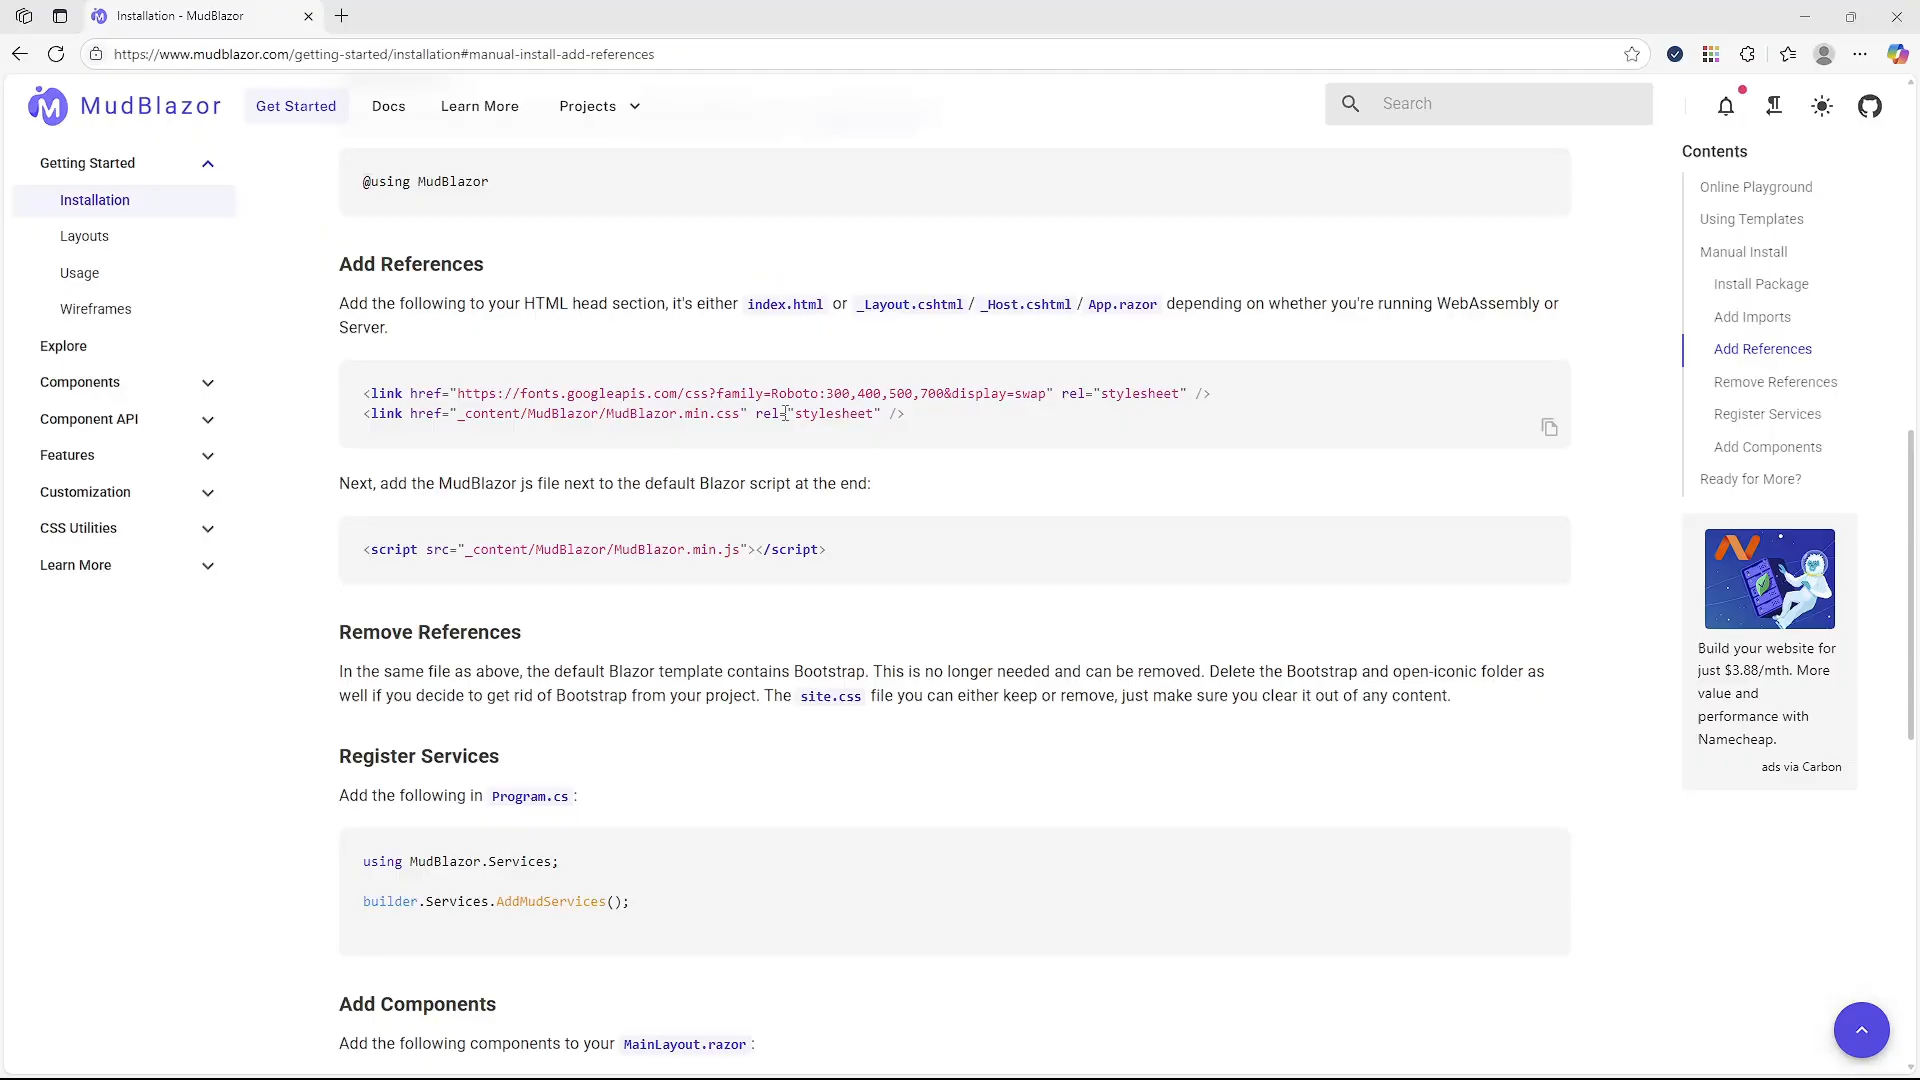 Installation - MudBlazor
https://www.mudblazor.com/getting-started/installation#manual-install-add-references
MudBlazor
Get Started
Docs
Learn More
Projects
Search
Getting Started
Installation
Layouts
Usage
Wireframes
Explore
Components
Component API
Features
Customization
CSS Utilities
Learn More
@using MudBlazor
Add References
Add the following to your HTML head section, it's either index.html or _Layout.cshtml / _Host.cshtml / App.razor depending on whether you're running WebAssembly or
Server.
<link href="https://fonts.googleapis.com/css?family=Roboto:300,400,500,700&display=swap" rel="stylesheet" />
<link href="_content/MudBlazor/MudBlazor.min.css" rel="stylesheet" />
Next, add the MudBlazor js file next to the default Blazor script at the end:
<script src="_content/MudBlazor/MudBlazor.min.js"></script>
Remove References
In the same file as above, the default Blazor template contains Bootstrap. This is no longer needed and can be removed. Delete the Bootstrap and open-iconic folder as
well if you decide to get rid of Bootstrap from your project. The site.css file you can either keep or remove, just make sure you clear it out of any content.
Register Services
Add the following in Program.cs :
using MudBlazor.Services;
builder.Services.AddMudServices();
Add Components
Add the following components to your MainLayout.razor :
Contents
Online Playground
Using Templates
Manual Install
Install Package
Add Imports
Add References
Remove References
Register Services
Add Components
Ready for More?
Build your website for
just $3.88/mth. More
value and
performance with
Namecheap.
ads via Carbon